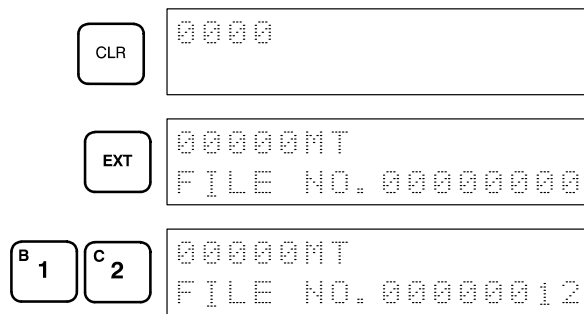 CLR
0000
EXT
00000MT
FILE NO.00000000
B 1 C 2
00000MT
FILE NO.00000012